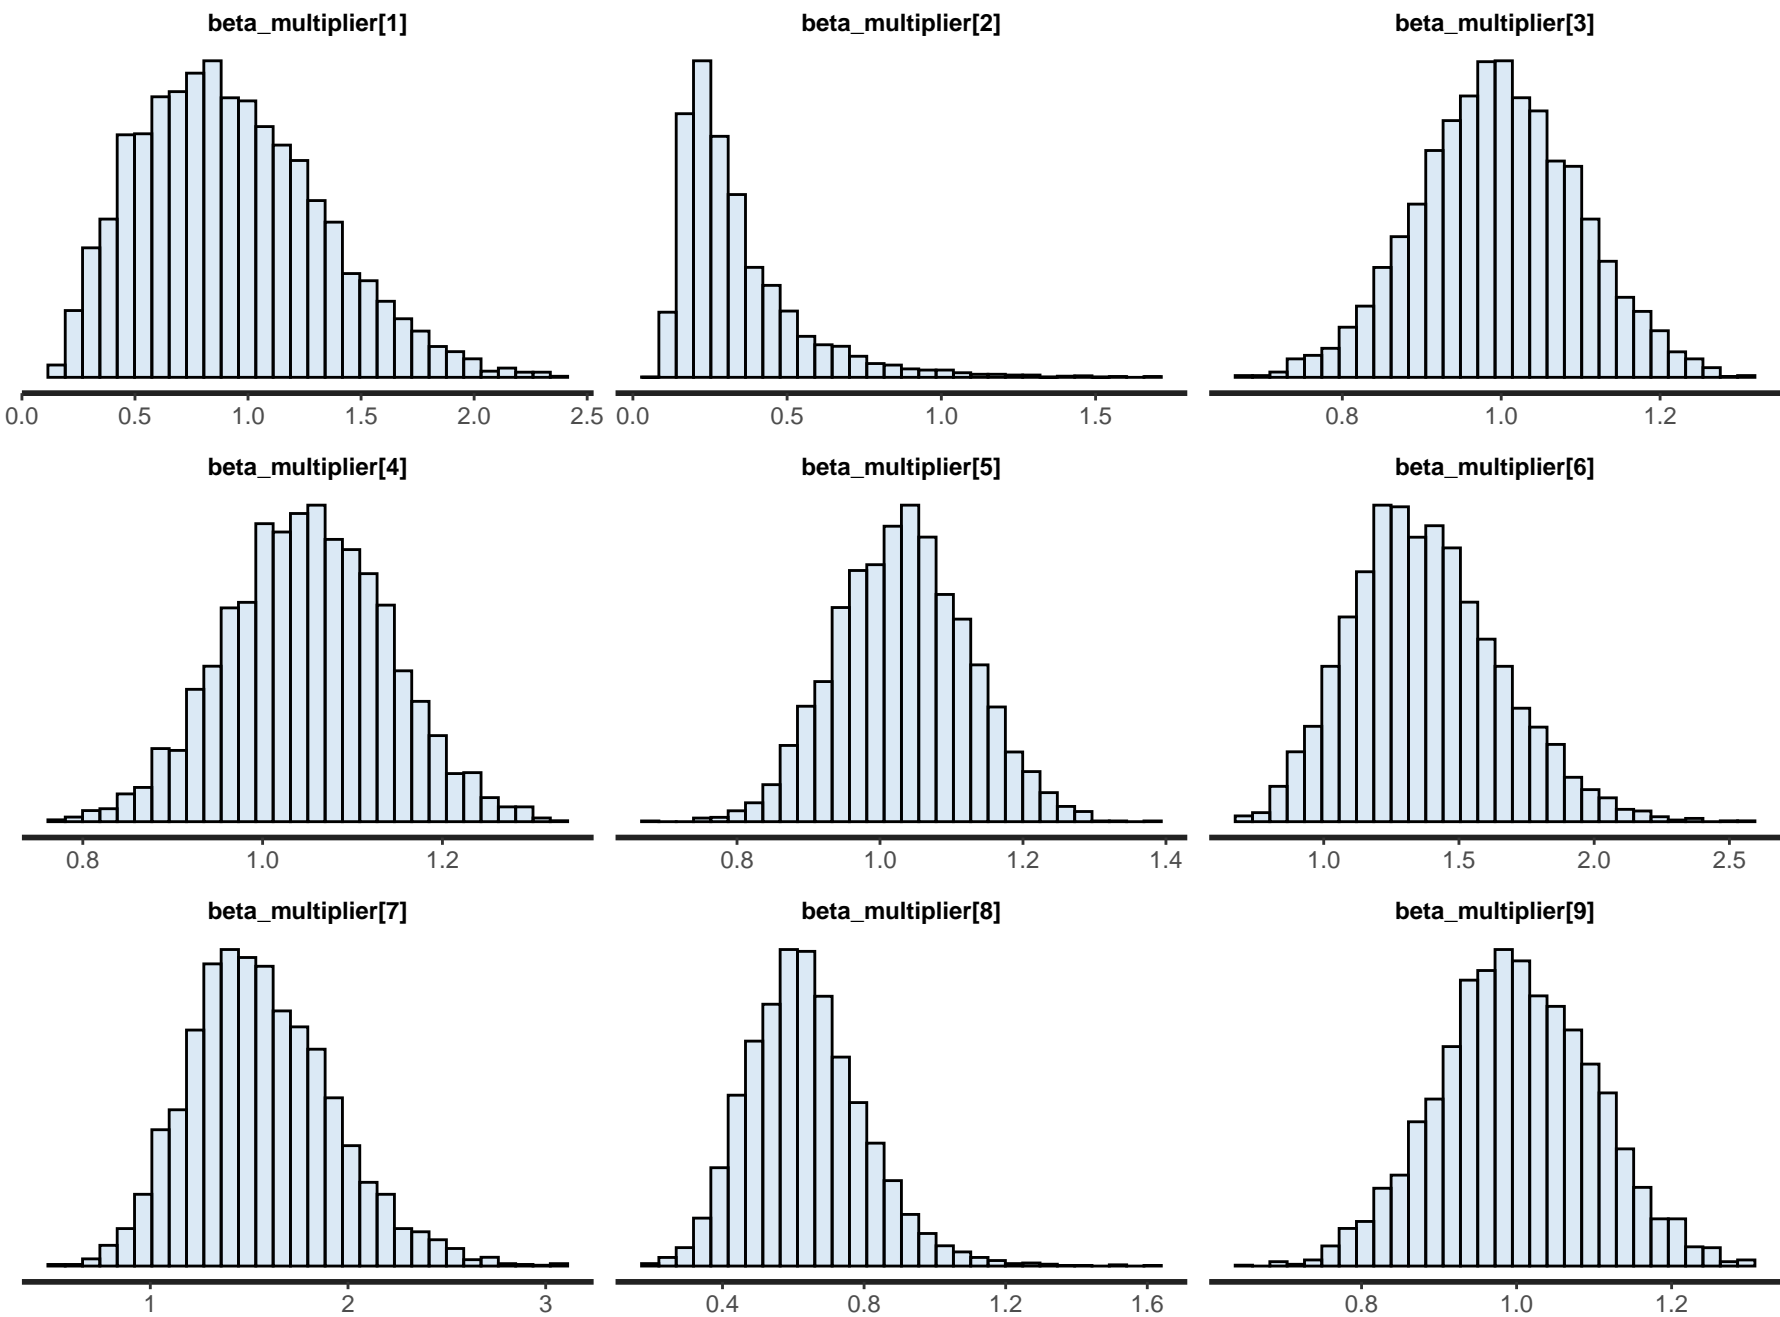 beta_multiplier[1] beta_multiplier[2] beta_multiplier[3]
0.0 0.5 1.0 1.5 2.0 2.5 0.0 0.5 1.0 1.5 0.8 1.0 1.2
beta_multiplier[4] beta_multiplier[5] beta_multiplier[6]
0.8 1.0 1.2 0.8 1.0 1.2 1.4 1.0 1.5 2.0 2.5
beta_multiplier[7] beta_multiplier[8] beta_multiplier[9]
1 2 3 0.4 0.8 1.2 1.6 0.8 1.0 1.2